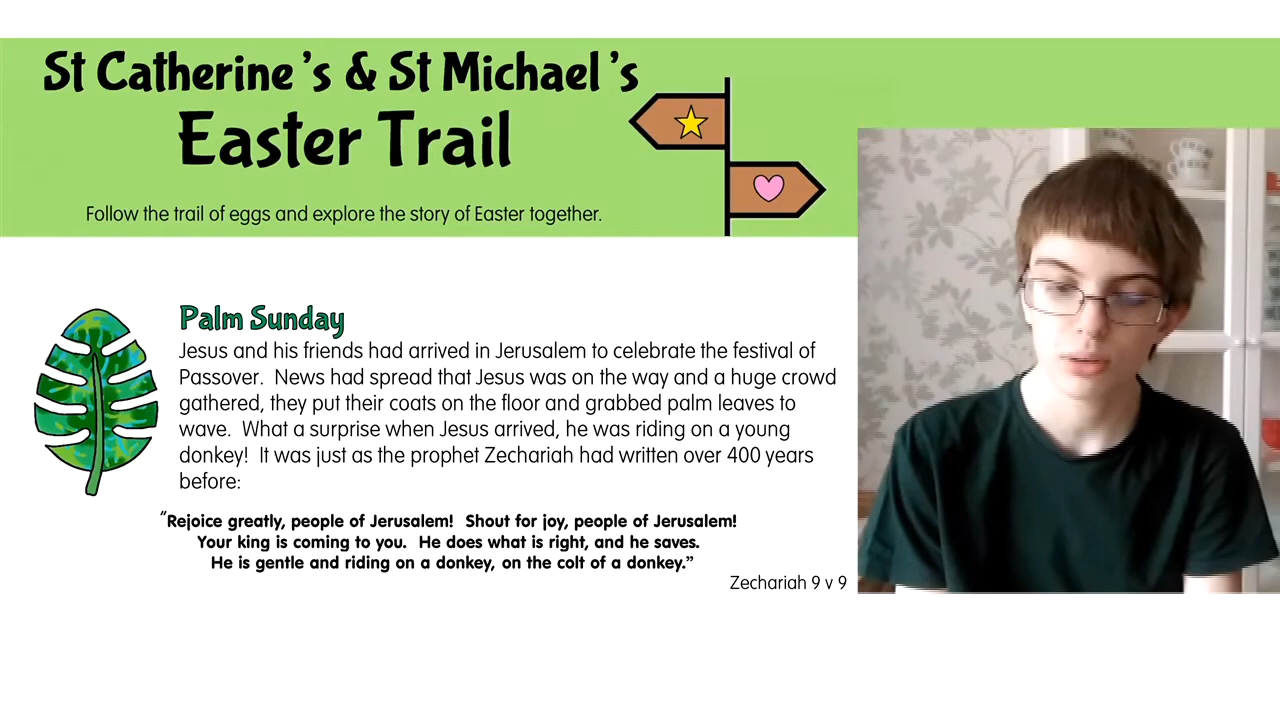 St Catherine's & St Michael's
Easter Trail
Follow the trail of eggs and explore the story of Easter together.
Palm Sunday
Jesus and his friends had arrived in Jerusalem to celebrate the festival of
Passover.  News had spread that Jesus was on the way and a huge crowd
gathered, they put their coats on the floor and grabbed palm leaves to
wave.  What a surprise when Jesus arrived, he was riding on a young
donkey!  It was just as the prophet Zechariah had written over 400 years
before:
"Rejoice greatly, people of Jerusalem!  Shout for joy, people of Jerusalem!
Your king is coming to you.  He does what is right, and he saves.
He is gentle and riding on a donkey, on the colt of a donkey."
Zechariah 9 v 9